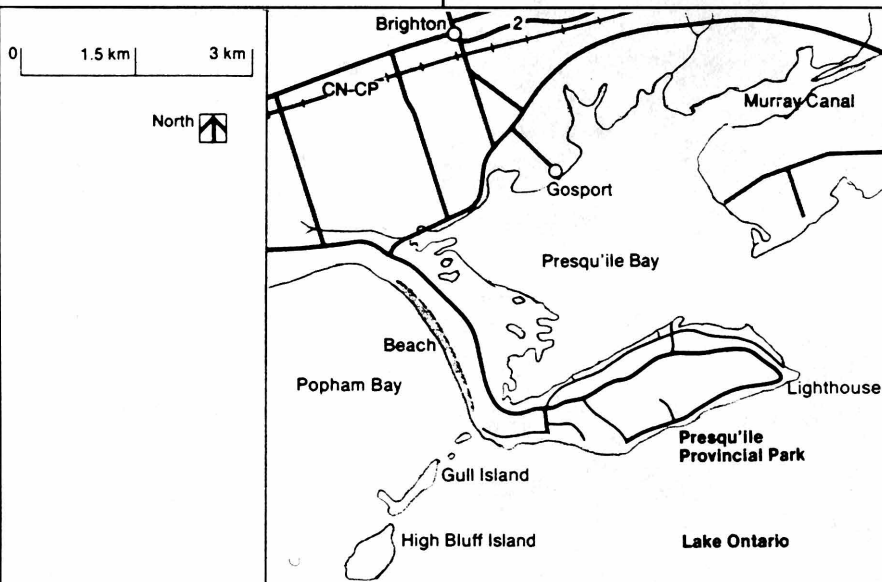 Brighton
2
0 1.5 km 3 km
CN-CP
Murray Canal
North
Gosport
Presqu'ile Bay
Beach
Popham Bay
Lighthouse
Presqu'ile
Provincial Park
Gull Island
High Bluff Island
Lake Ontario